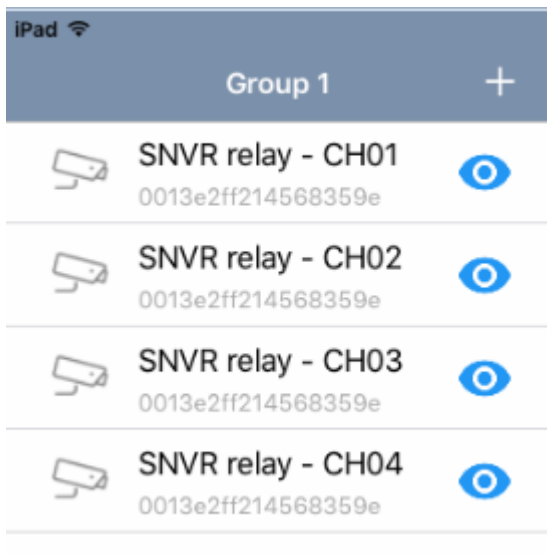 iPad
Group 1
SNVR relay - CH01
0013e2ff214568359e
SNVR relay - CH02
0013e2ff214568359e
SNVR relay - CH03
0013e2ff214568359e
SNVR relay - CH04
0013e2ff214568359e